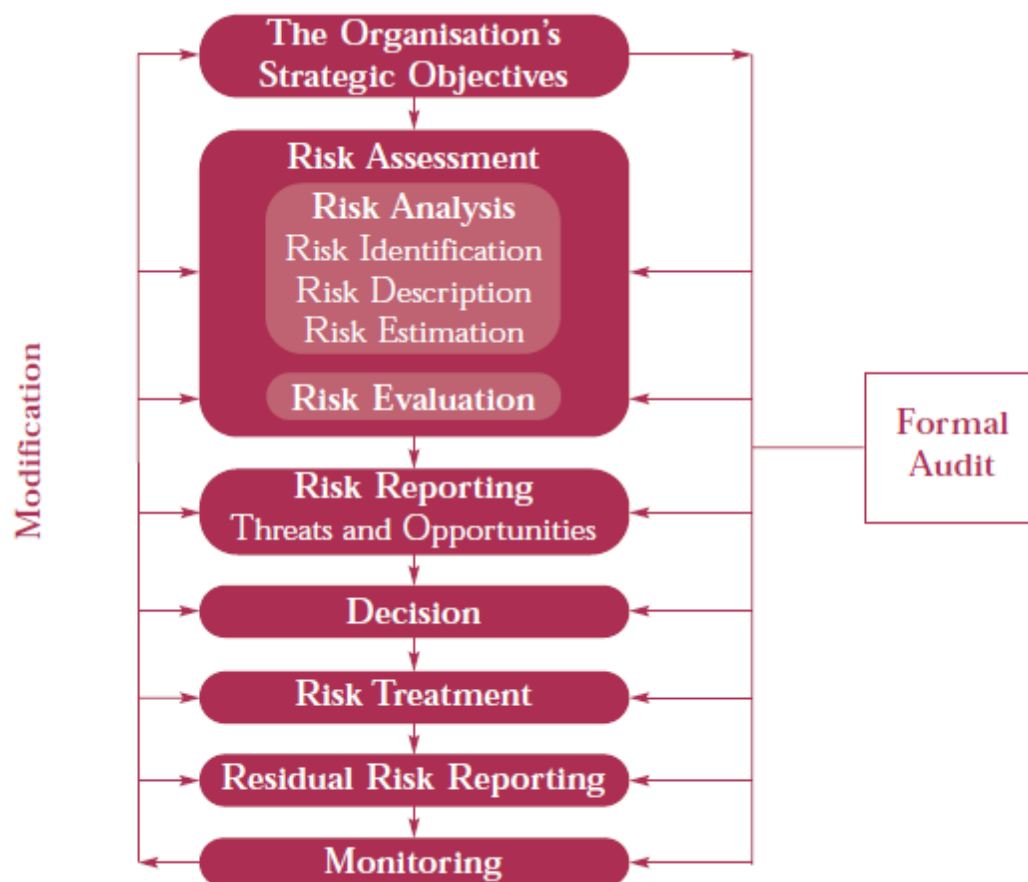 The Organisation's
Strategic Objectives
Risk Assessment
Risk Analysis
Risk Identification
Risk Description
Risk Estimation
Risk Evaluation
Risk Reporting
Threats and Opportunities
Decision
Risk Treatment
Residual Risk Reporting
Monitoring
Modification
Formal
Audit